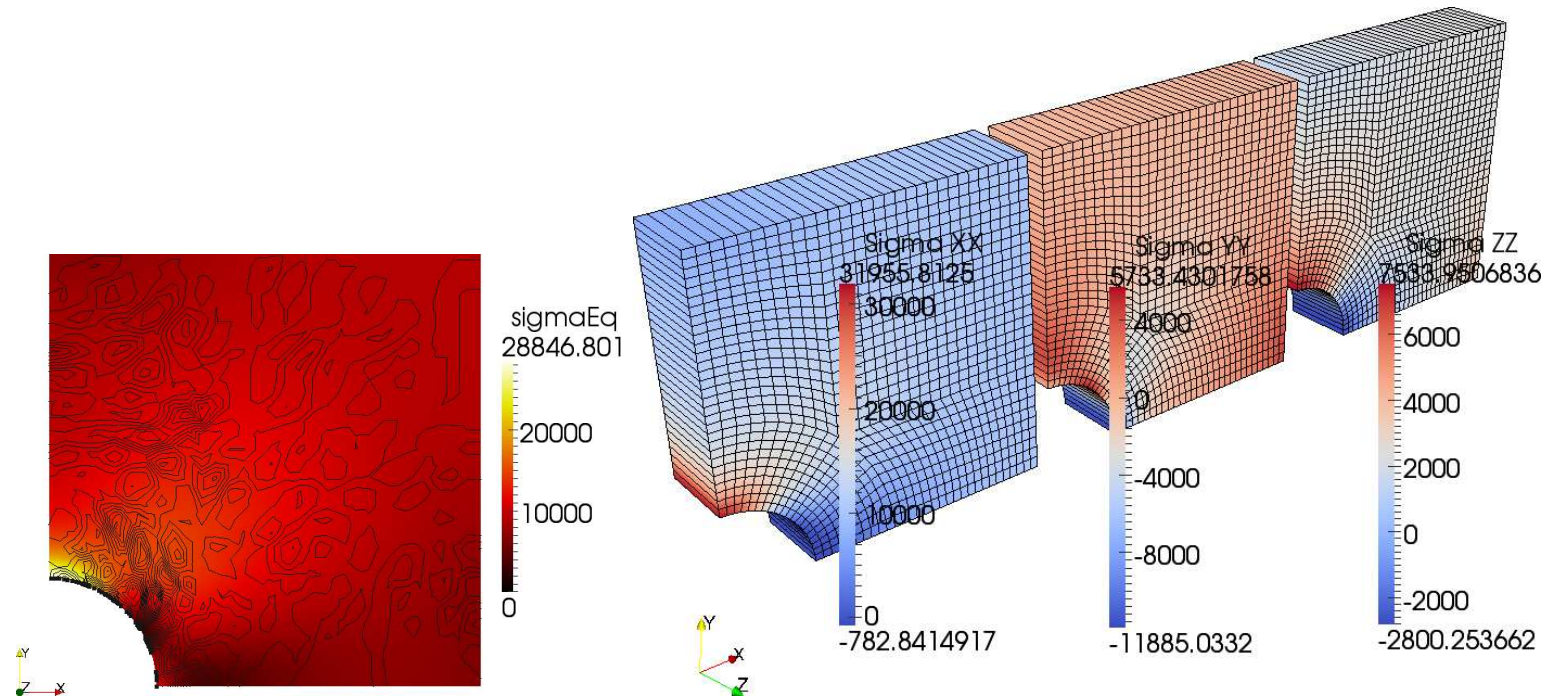 sigmaEq
28846.801
20000
10000
0
Y
Z X
Sigma XX
31955.8125
30000
20000
10000
0
-782.8414917
Sigma YY
5733.4301758
4000
0
-4000
-8000
-11885.0332
Sigma ZZ
7533.9506836
6000
4000
2000
0
-2000
-2800.253662
Y
X
Z